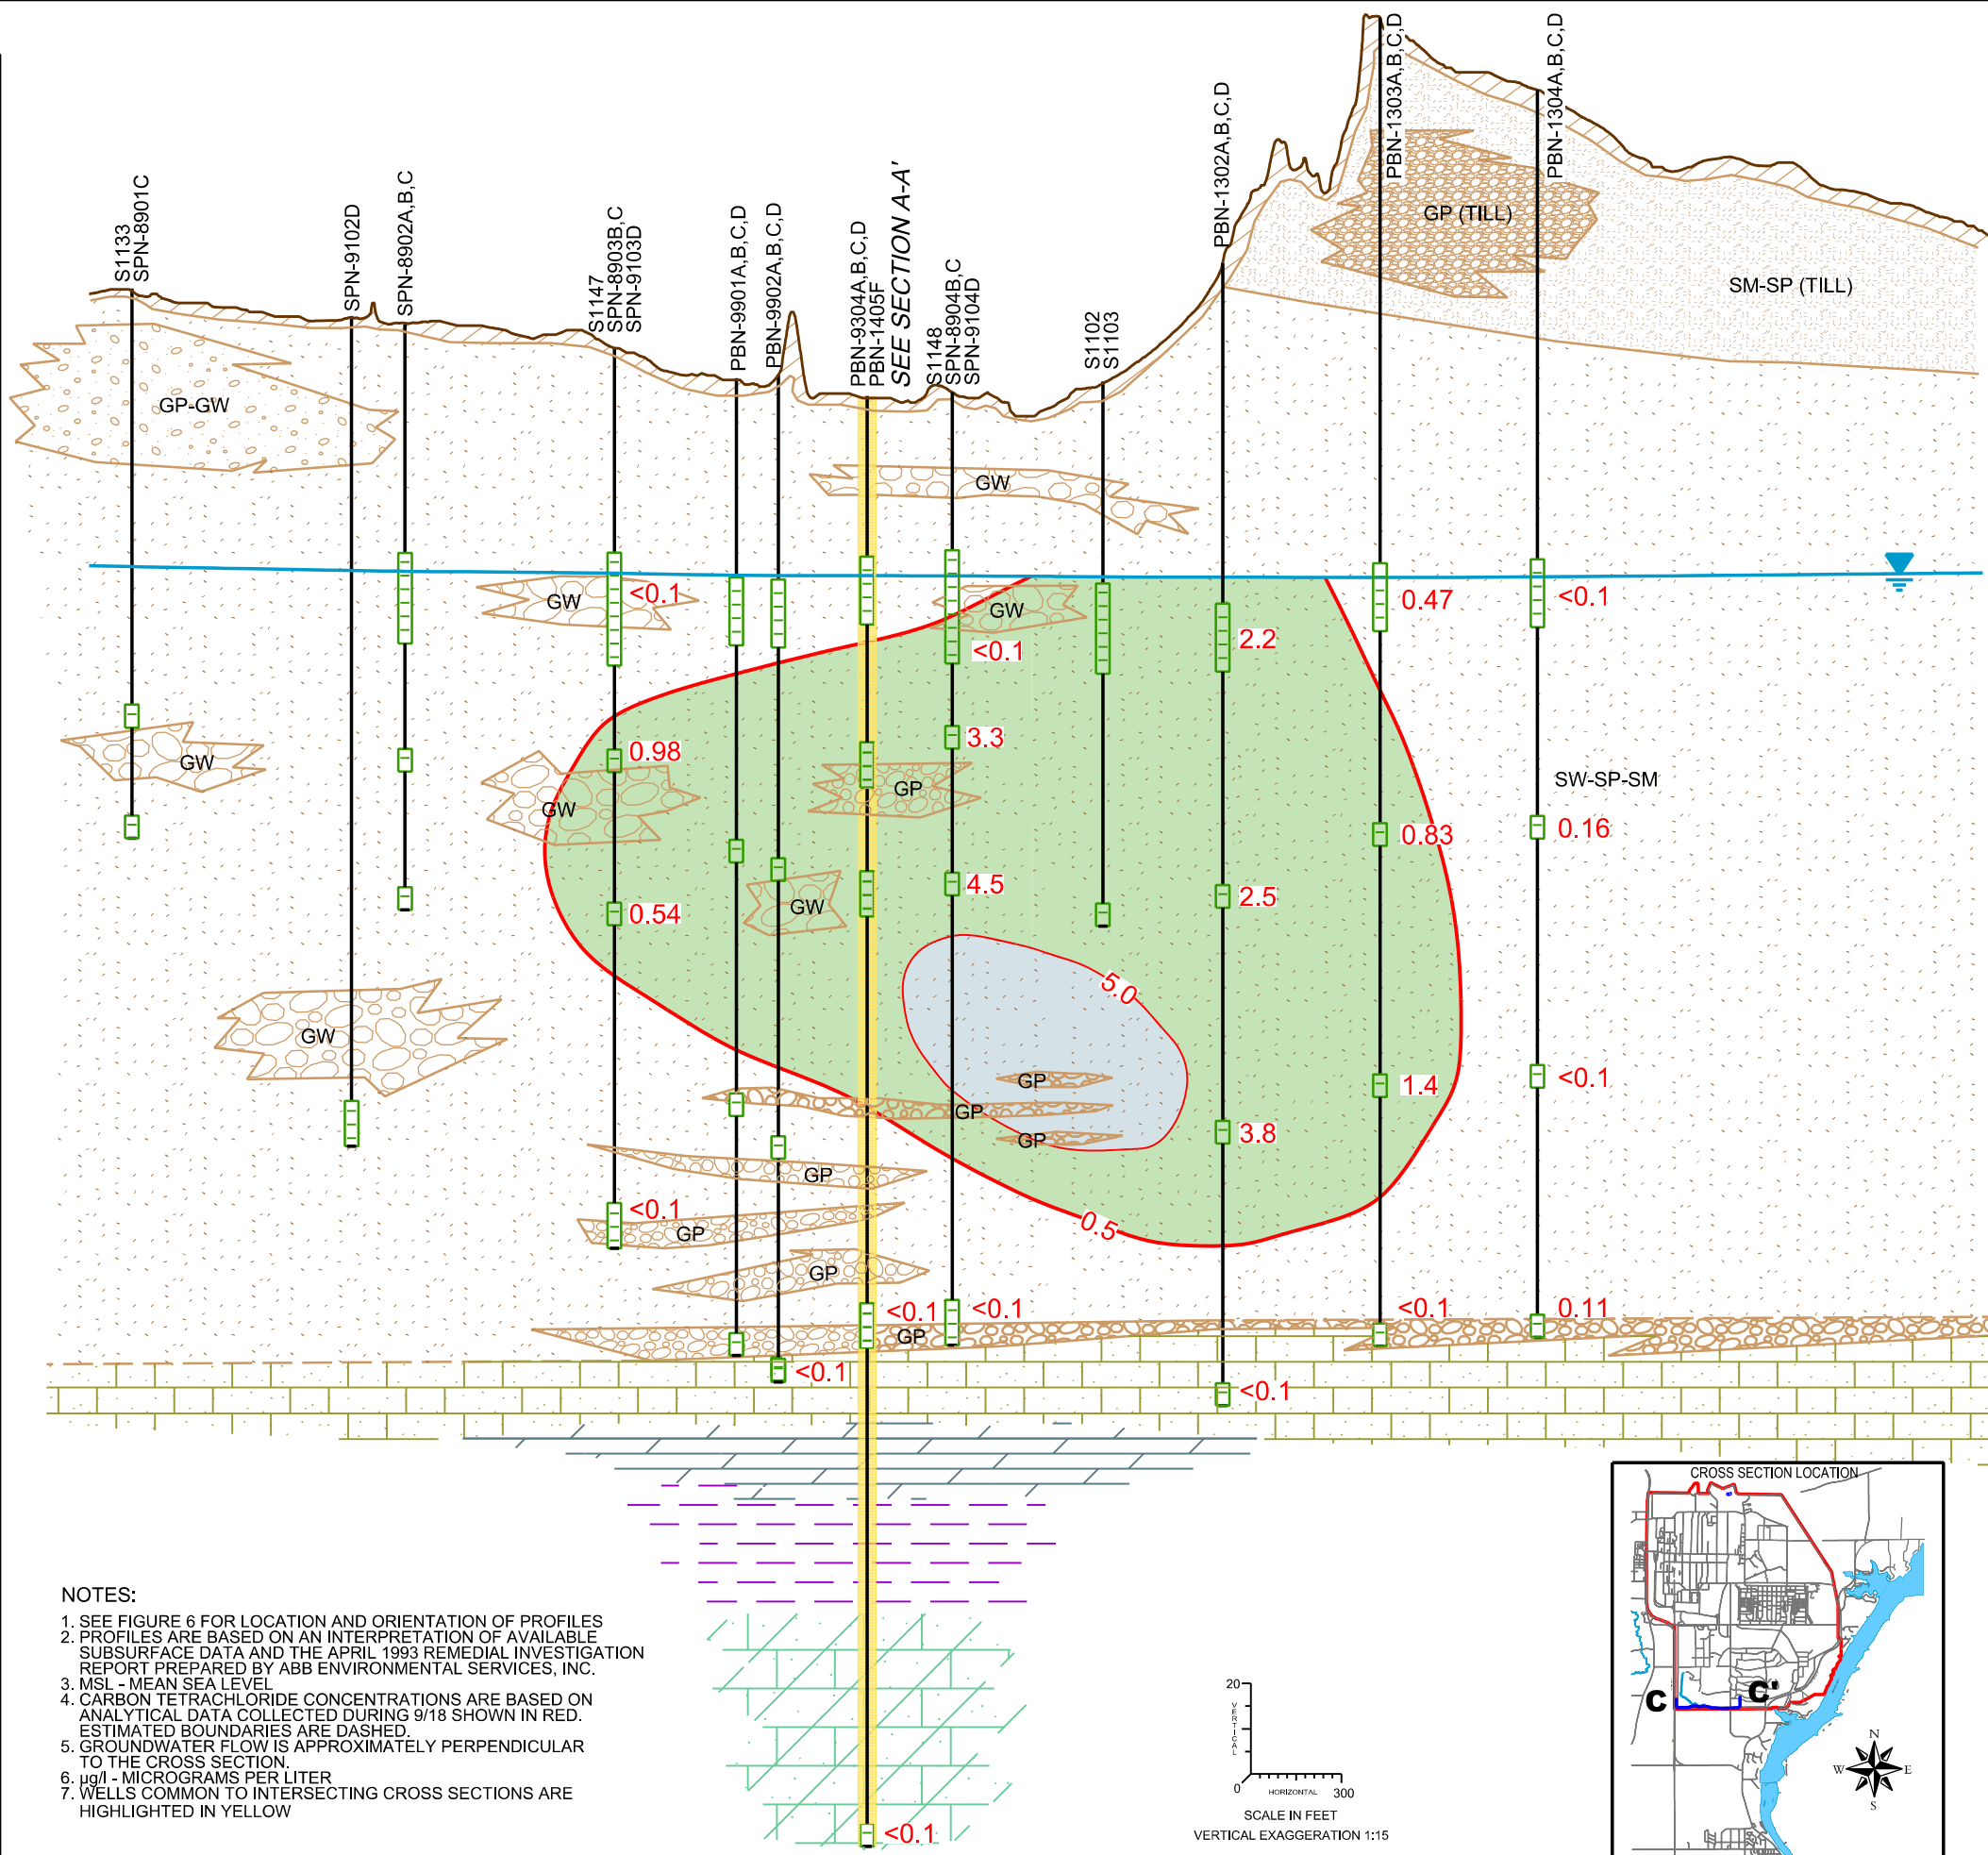 S1133
SPN-8901C
SPN-9102D
SPN-8902A,B,C
S1147
SPN-8903B,C
SPN-9103D
PBN-9901A,B,C,D
PBN-9902A,B,C,D
PBN-9304A,B,C,D
PBN-1405F
SEE SECTION A-A'
S1148
SPN-8904B,C
SPN-9104D
S1102
S1103
PBN-1302A,B,C,D
PBN-1303A,B,C,D
PBN-1304A,B,C,D
GP (TILL)
SM-SP (TILL)
GP-GW
GW
GW
<0.1
GW
<0.1
2.2
0.47
<0.1
GW
0.98
GW
3.3
GP
SW-SP-SM
0.83
0.16
4.5
GW
0.54
2.5
5.0
GW
GP
GP
GP
1.4
<0.1
3.8
GP
<0.1
GP
0.5
GP
<0.1
<0.1
GP
<0.1
0.11
<0.1
<0.1
<0.1
NOTES:
1. SEE FIGURE 6 FOR LOCATION AND ORIENTATION OF PROFILES
2. PROFILES ARE BASED ON AN INTERPRETATION OF AVAILABLE
SUBSURFACE DATA AND THE APRIL 1993 REMEDIAL INVESTIGATION
REPORT PREPARED BY ABB ENVIRONMENTAL SERVICES, INC.
3. MSL - MEAN SEA LEVEL
4. CARBON TETRACHLORIDE CONCENTRATIONS ARE BASED ON
ANALYTICAL DATA COLLECTED DURING 9/18 SHOWN IN RED.
ESTIMATED BOUNDARIES ARE DASHED.
5. GROUNDWATER FLOW IS APPROXIMATELY PERPENDICULAR
TO THE CROSS SECTION.
6. µg/l - MICROGRAMS PER LITER
7. WELLS COMMON TO INTERSECTING CROSS SECTIONS ARE
HIGHLIGHTED IN YELLOW
20
VERTICAL
0
HORIZONTAL
300
SCALE IN FEET
VERTICAL EXAGGERATION 1:15
CROSS SECTION LOCATION
C
C'
N
W
E
S